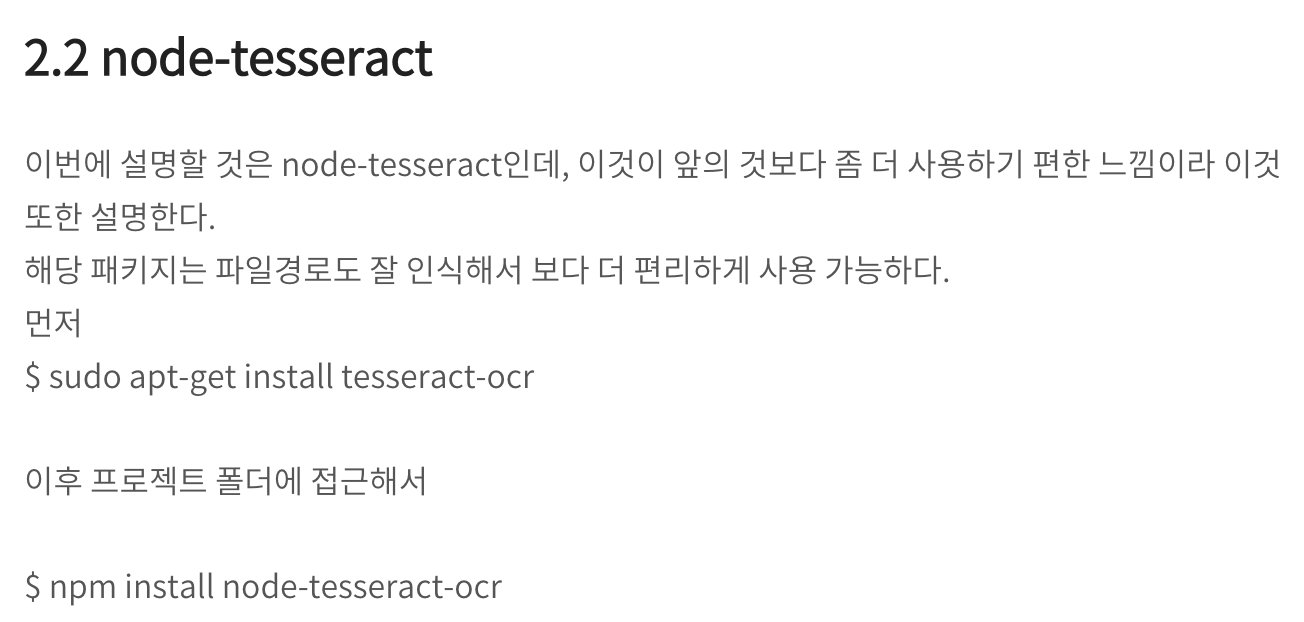 2.2 node-tesseract
이번에 설명할 것은 node-tesseract인데, 이것이 앞의 것보다 좀 더 사용하기 편한 느낌이라 이것
또한 설명한다.
해당 패키지는 파일경로도 잘 인식해서 보다 더 편리하게 사용 가능하다.
먼저
$ sudo apt-get install tesseract-ocr
이후 프로젝트 폴더에 접근해서
$ npm install node-tesseract-ocr